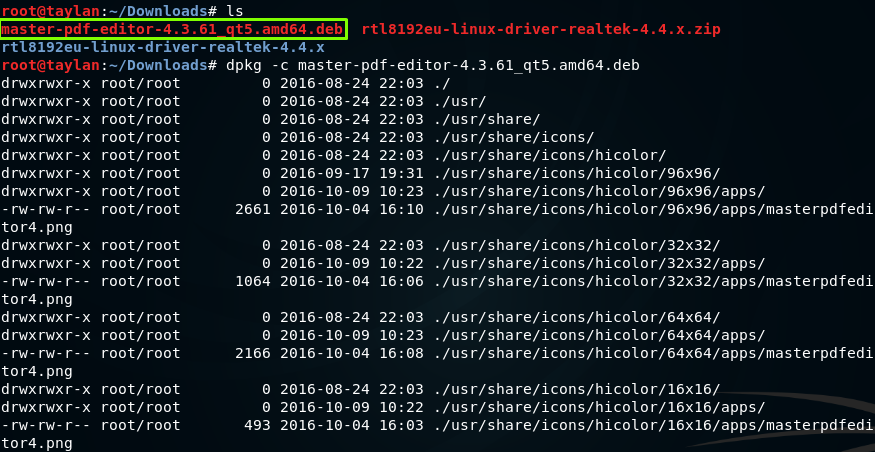 root@taylan:~/Downloads# ls
master-pdf-editor-4.3.61_qt5.amd64.deb  rtl8192eu-linux-driver-realtek-4.4.x.zip
rtl8192eu-linux-driver-realtek-4.4.x
root@taylan:~/Downloads# dpkg -c master-pdf-editor-4.3.61_qt5.amd64.deb
drwxrwxr-x root/root         0 2016-08-24 22:03 ./
drwxrwxr-x root/root         0 2016-08-24 22:03 ./usr/
drwxrwxr-x root/root         0 2016-08-24 22:03 ./usr/share/
drwxrwxr-x root/root         0 2016-08-24 22:03 ./usr/share/icons/
drwxrwxr-x root/root         0 2016-08-24 22:03 ./usr/share/icons/hicolor/
drwxrwxr-x root/root         0 2016-09-17 19:31 ./usr/share/icons/hicolor/96x96/
drwxrwxr-x root/root         0 2016-10-09 10:23 ./usr/share/icons/hicolor/96x96/apps/
-rw-rw-r-- root/root      2661 2016-10-04 16:10 ./usr/share/icons/hicolor/96x96/apps/masterpdfedi
tor4.png
drwxrwxr-x root/root         0 2016-08-24 22:03 ./usr/share/icons/hicolor/32x32/
drwxrwxr-x root/root         0 2016-10-09 10:22 ./usr/share/icons/hicolor/32x32/apps/
-rw-rw-r-- root/root      1064 2016-10-04 16:06 ./usr/share/icons/hicolor/32x32/apps/masterpdfedi
tor4.png
drwxrwxr-x root/root         0 2016-08-24 22:03 ./usr/share/icons/hicolor/64x64/
drwxrwxr-x root/root         0 2016-10-09 10:23 ./usr/share/icons/hicolor/64x64/apps/
-rw-rw-r-- root/root      2166 2016-10-04 16:08 ./usr/share/icons/hicolor/64x64/apps/masterpdfedi
tor4.png
drwxrwxr-x root/root         0 2016-08-24 22:03 ./usr/share/icons/hicolor/16x16/
drwxrwxr-x root/root         0 2016-10-09 10:22 ./usr/share/icons/hicolor/16x16/apps/
-rw-rw-r-- root/root       493 2016-10-04 16:03 ./usr/share/icons/hicolor/16x16/apps/masterpdfedi
tor4.png